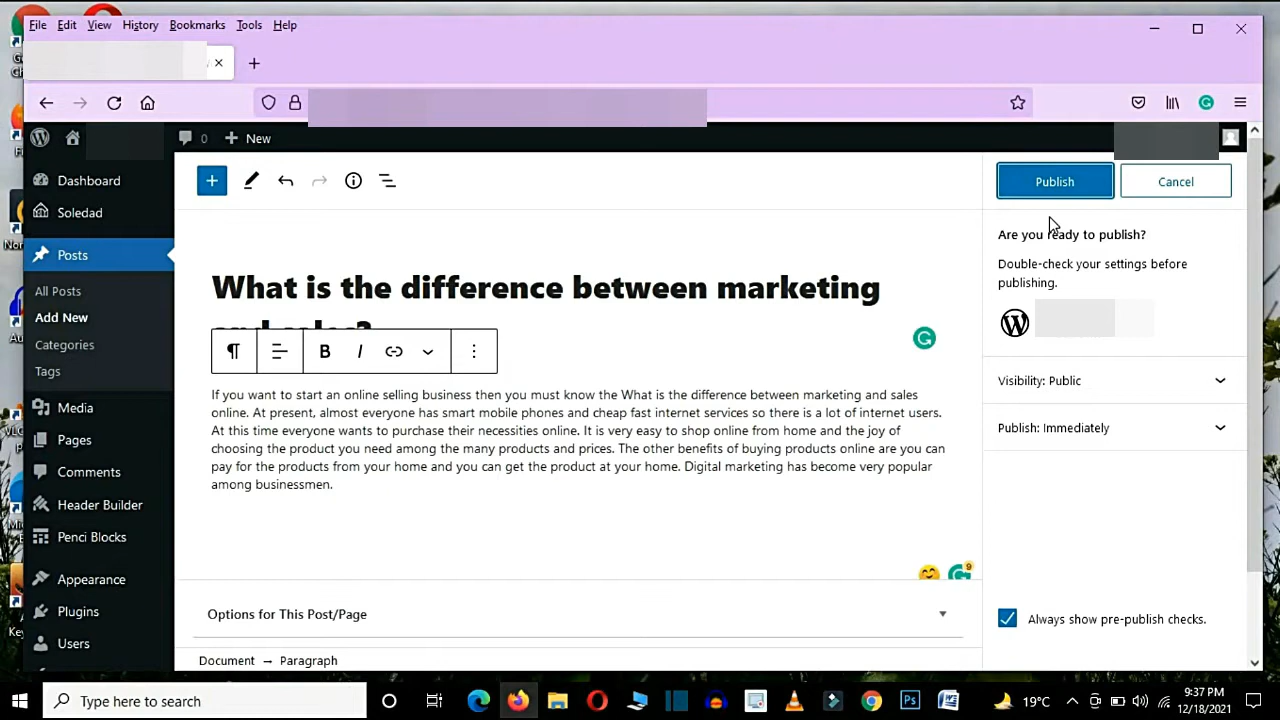 File Edit View History Bookmarks Tools Help
0 New
Dashboard
Soledad
Posts
All Posts
Add New
Categories
Tags
Media
Pages
Comments
Header Builder
Penci Blocks
Appearance
Plugins
Users
What is the difference between marketing
and sales?
B I
If you want to start an online selling business then you must know the What is the difference between marketing and sales
online. At present, almost everyone has smart mobile phones and cheap fast internet services so there is a lot of internet users.
At this time everyone wants to purchase their necessities online. It is very easy to shop online from home and the joy of
choosing the product you need among the many products and prices. The other benefits of buying products online are you can
pay for the products from your home and you can get the product at your home. Digital marketing has become very popular
among businessmen.
9
Options for This Post/Page
Document → Paragraph
Publish Cancel
Are you ready to publish?
Double-check your settings before
publishing.
Visibility: Public
Publish: Immediately
Always show pre-publish checks.
Type here to search
19°C
9:37 PM
12/18/2021